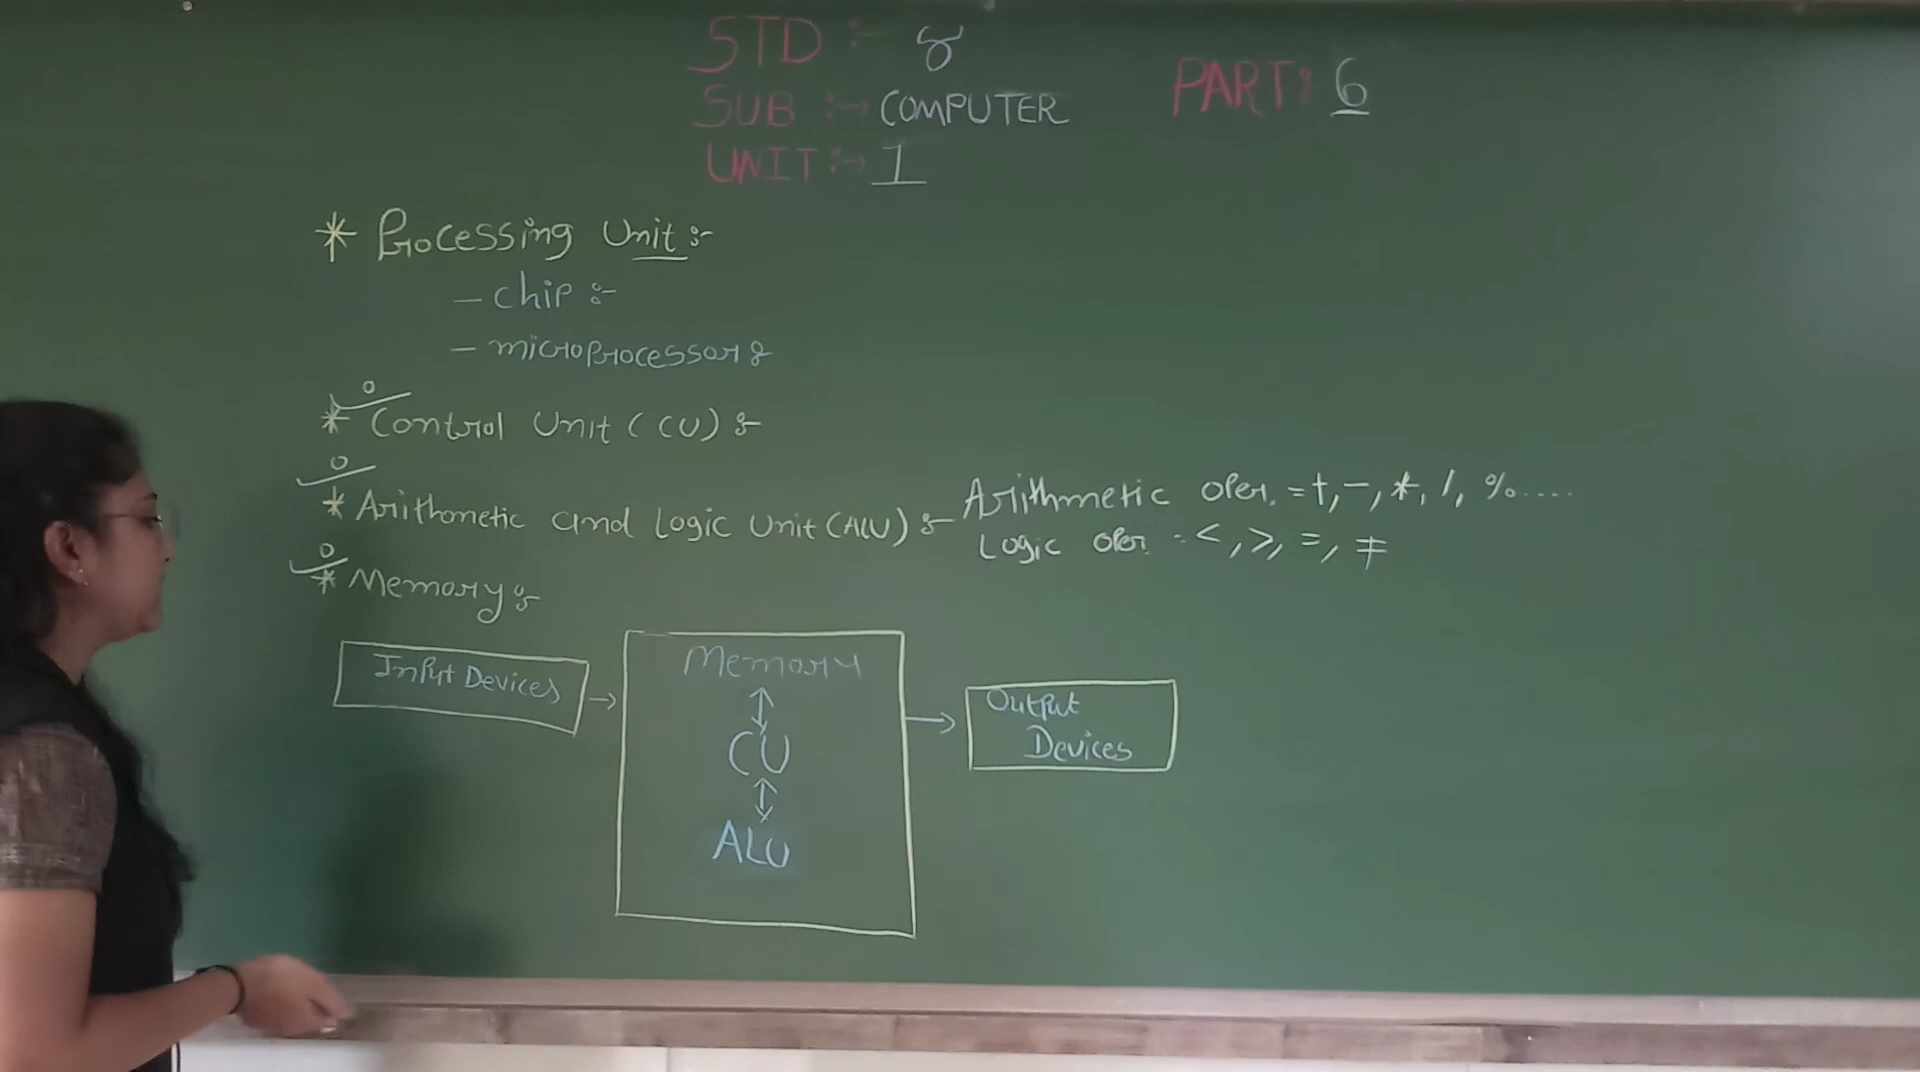 STD :- 8
SUB :-> COMPUTER
UNIT :-> 1
PART: 6
* Processing Unit :-
- chip :-
- microprocessor :
* Control Unit (CU) :-
* Arithmetic and Logic Unit (ALU) :- Arithmetic oper. = +, -, *, /, % .....
Logic oper. = <, >, =, ≠
* Memory :-
Input Devices
Memory
CU
ALU
Output
Devices